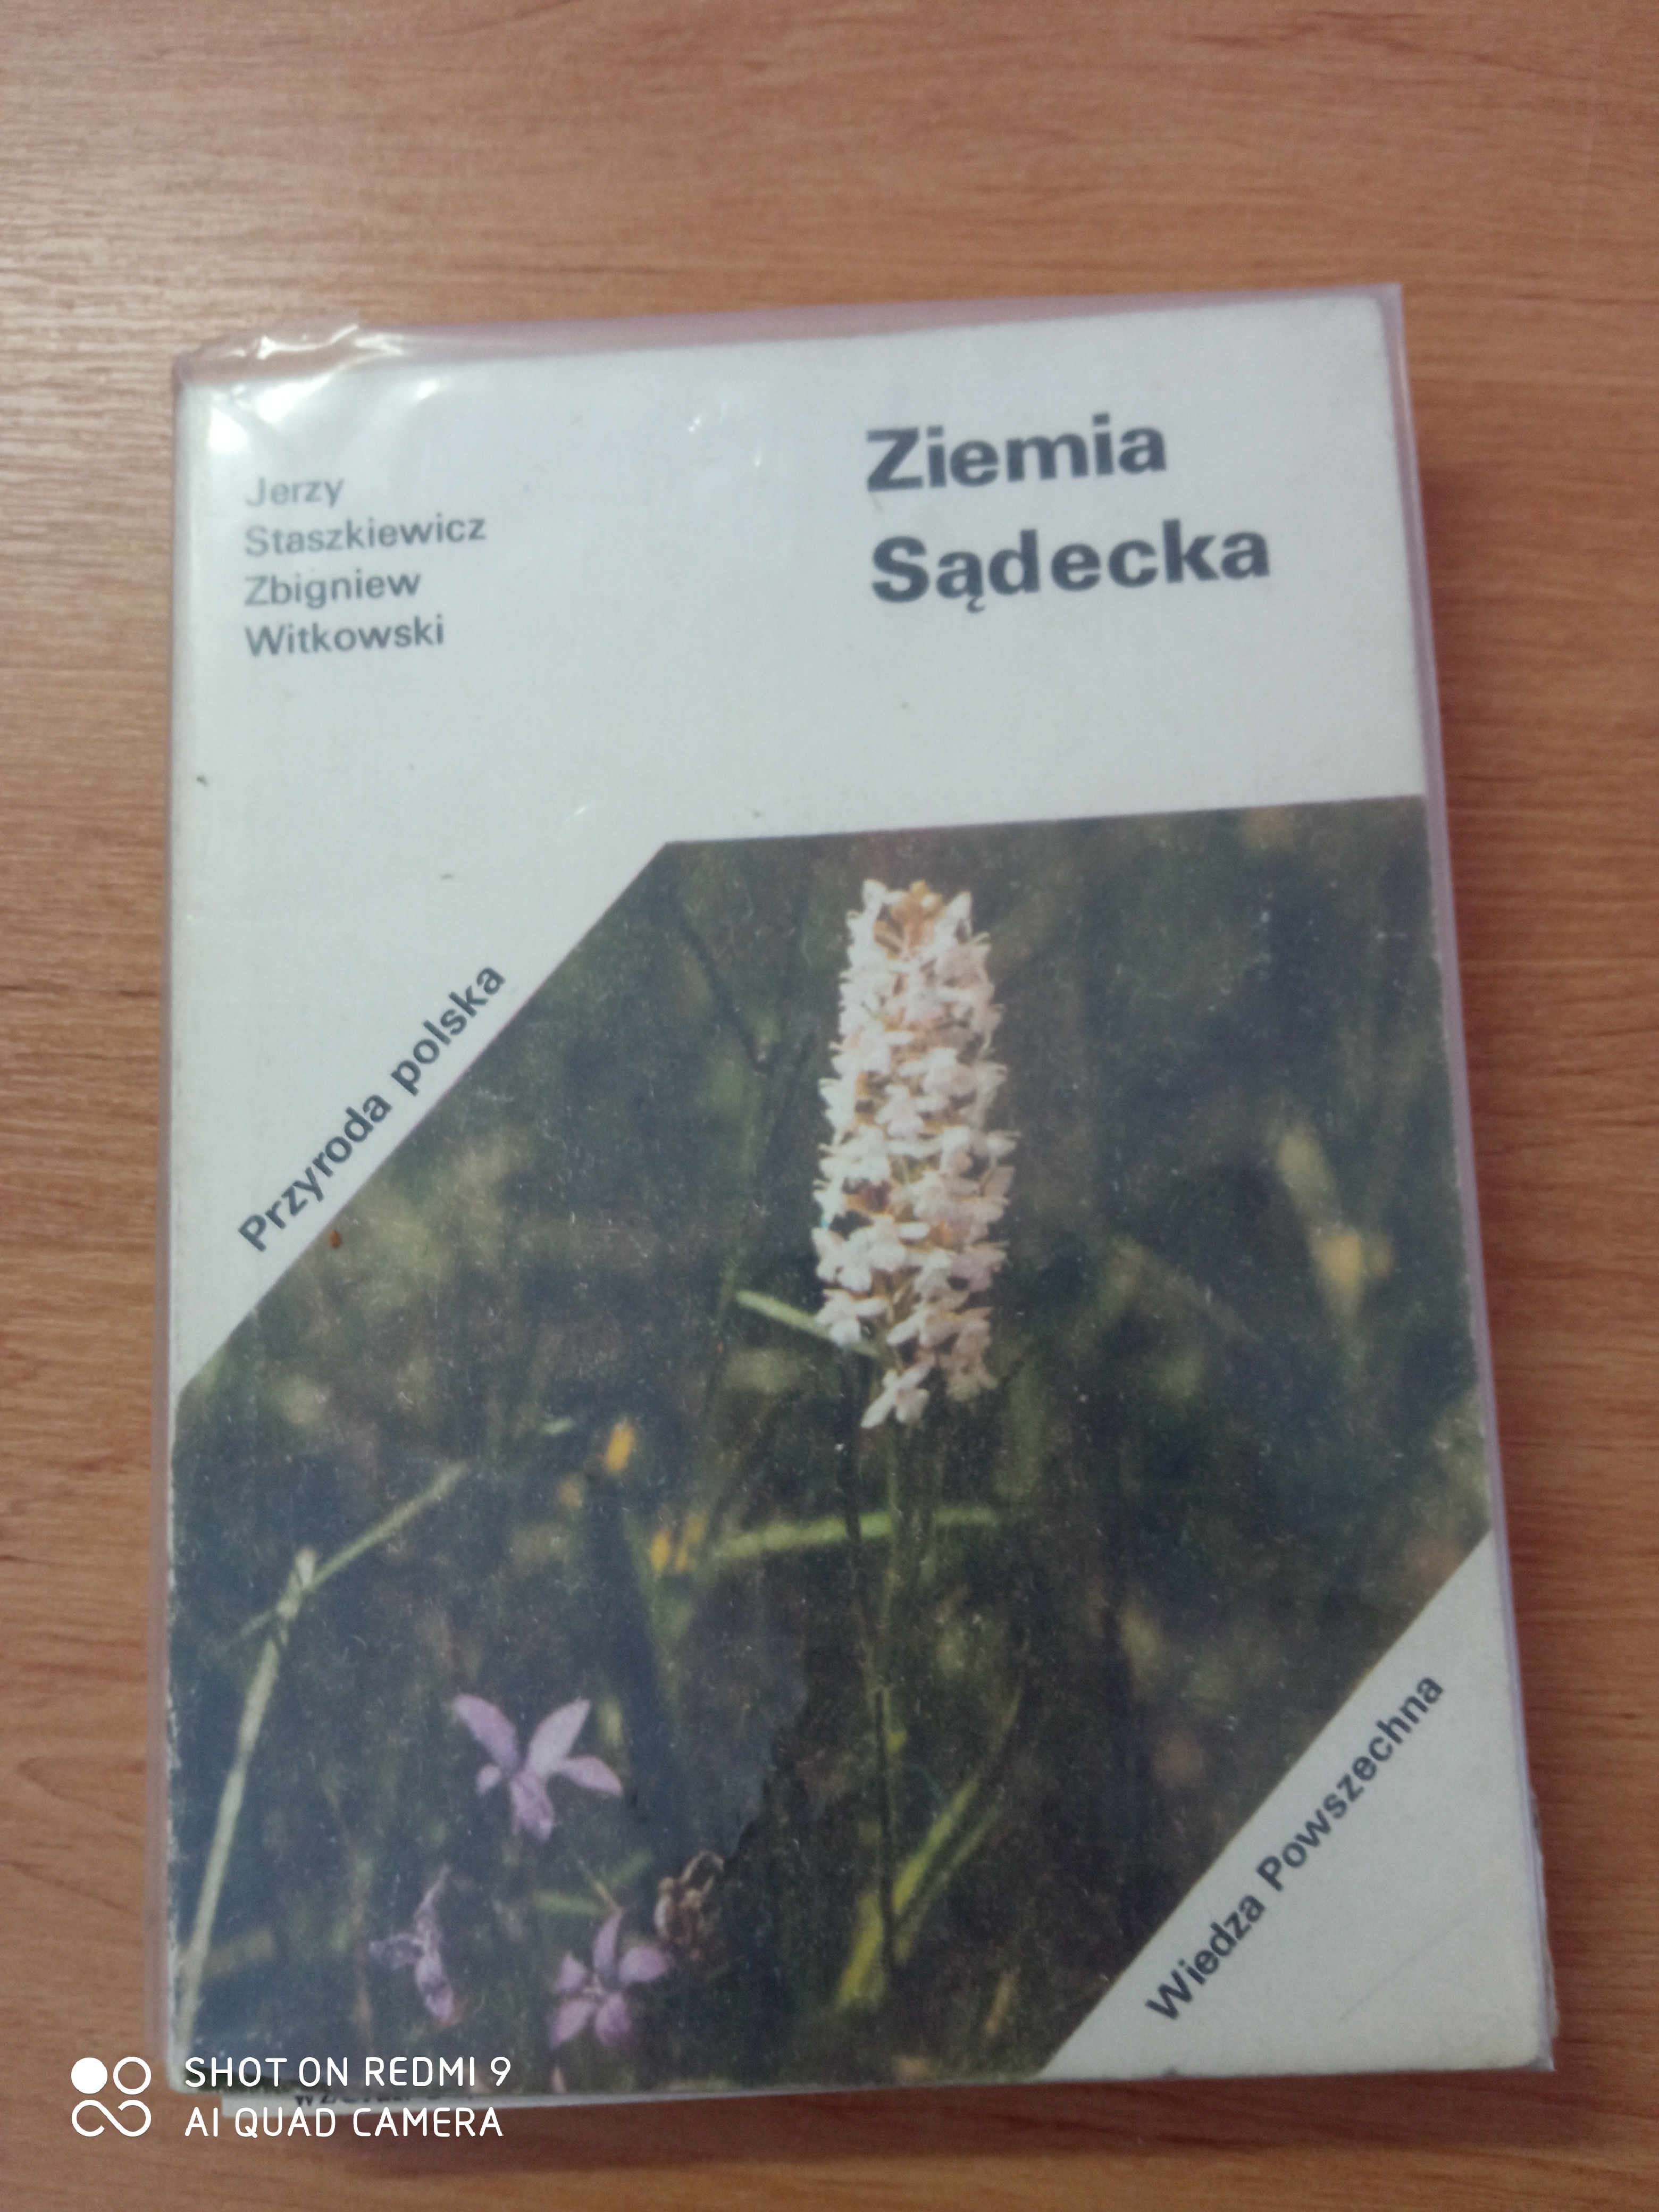 Jerzy
Staszkiewicz
Zbigniew
Witkowski
Ziemia
Sądecka
Przyroda polska
Wiedza Powszechna
SHOT ON REDMI 9
AI QUAD CAMERA